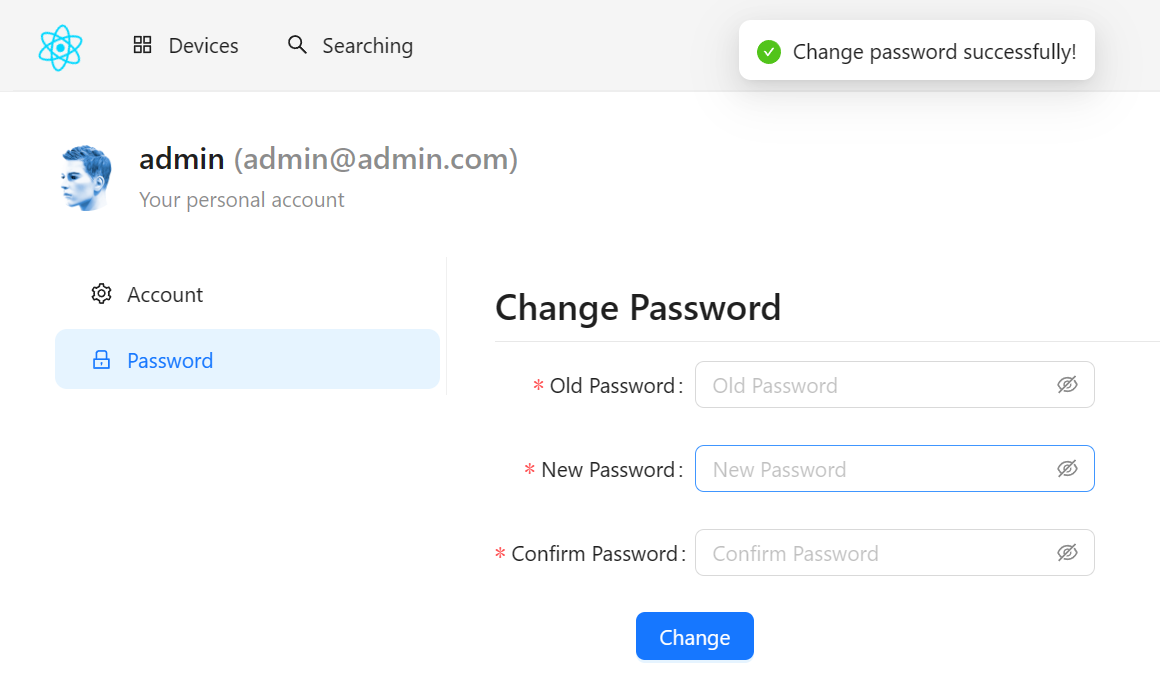 Devices
Searching
Change password successfully!
admin (admin@admin.com)
Your personal account
Account
Password
Change Password
* Old Password:
Old Password
* New Password:
New Password
* Confirm Password:
Confirm Password
Change